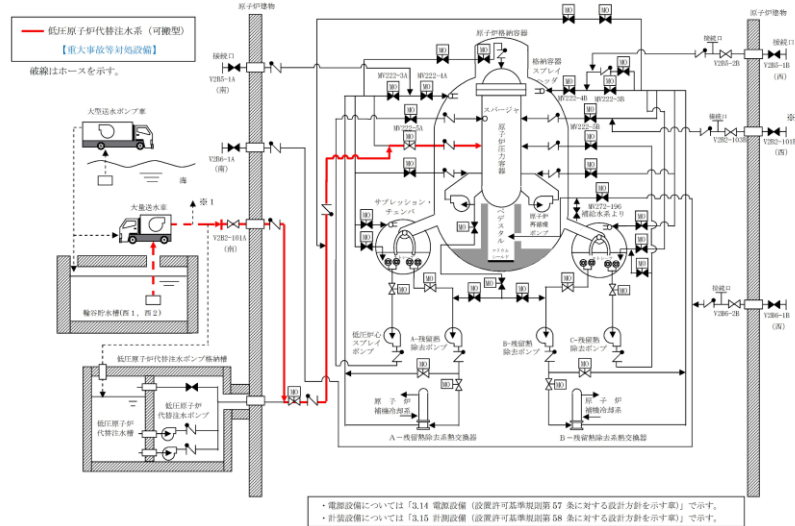 低圧原子炉代替注水系(可搬型)
【重大事故等対処設備】
破線はホースを示す。
原子炉建物
原子炉建物
原子炉格納容器
接続口
V2B5-1A
(南)
大型送水ポンプ車
海
V2B6-1A
(南)
大量送水車
※1
V2B2-101A
(南)
輪谷貯水槽(西1,西2)
低圧原子炉代替注水ポンプ格納槽
低圧原子炉
代替注水ポンプ
低圧原子炉
代替注水槽
MO
MV222-3A
MV222-4A
MV222-5A
格納容器
スプレイ
ヘッダ
MV222-4B
MV222-3B
MV222-5B
スパージャ
原子炉圧力容器
サプレッション・
チェンバ
ペデスタル
原子炉
再循環
ポンプ
MV272-196
補給水系より
低圧炉心
スプレイ
ポンプ
A-残留熱
除去ポンプ
B-残留熱
除去ポンプ
C-残留熱
除去ポンプ
原子炉
補機冷却系
A-残留熱除去系熱交換器
原子炉
補機冷却系
B-残留熱除去系熱交換器
接続口
V2B5-2B
接続口
V2B5-1B
(西)
接続口
V2B2-103B
(西)
接続口
V2B6-2B
接続口
V2B6-1B
(西)
・電源設備については「3.14 電源設備(設置許可基準規則第57条に対する設計方針を示す章)」で示す。
・計装設備については「3.15 計測設備(設置許可基準規則第58条に対する設計方針を示す章)」で示す。